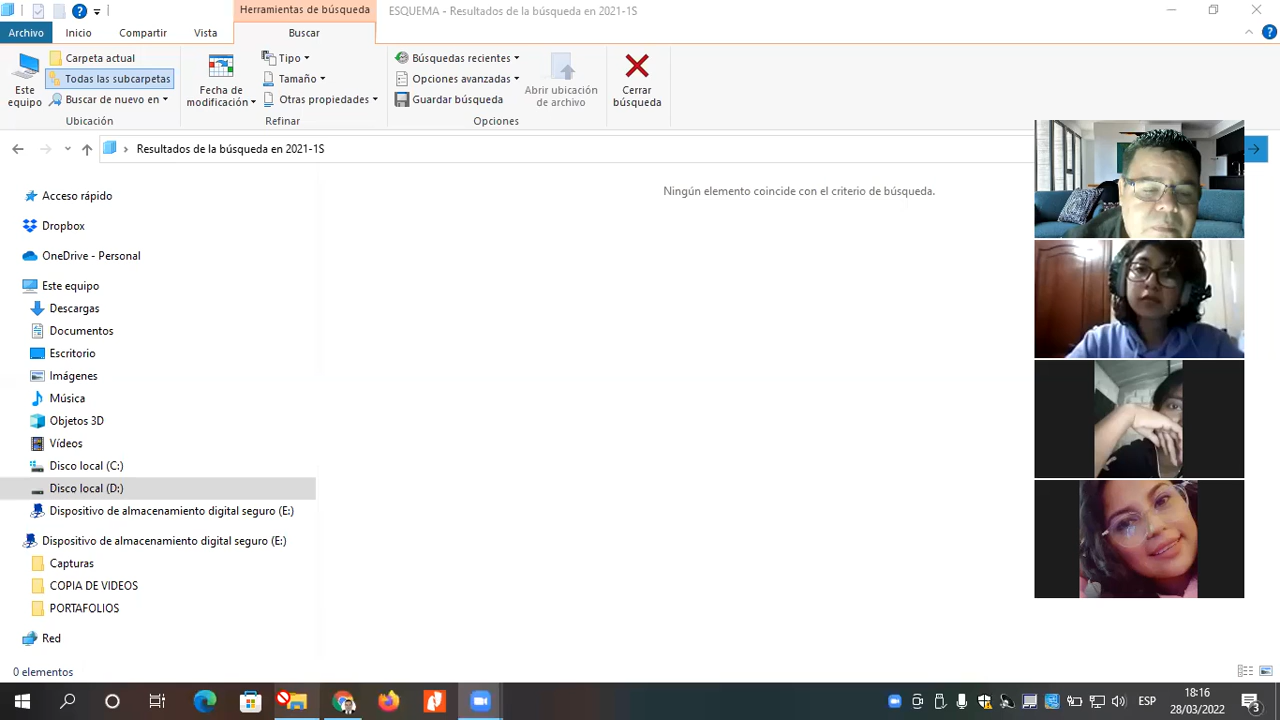 Herramientas de búsqueda
ESQUEMA - Resultados de la búsqueda en 2021-1S
Archivo
Inicio
Compartir
Vista
Buscar
Este equipo
Carpeta actual
Todas las subcarpetas
Buscar de nuevo en
Ubicación
Fecha de modificación
Tipo
Tamaño
Otras propiedades
Refinar
Búsquedas recientes
Opciones avanzadas
Guardar búsqueda
Abrir ubicación de archivo
Opciones
Cerrar búsqueda
Resultados de la búsqueda en 2021-1S
Ningún elemento coincide con el criterio de búsqueda.
Acceso rápido
Dropbox
OneDrive - Personal
Este equipo
Descargas
Documentos
Escritorio
Imágenes
Música
Objetos 3D
Vídeos
Disco local (C:)
Disco local (D:)
Dispositivo de almacenamiento digital seguro (E:)
Dispositivo de almacenamiento digital seguro (E:)
Capturas
COPIA DE VIDEOS
PORTAFOLIOS
Red
0 elementos
ESP
18:16
28/03/2022
3